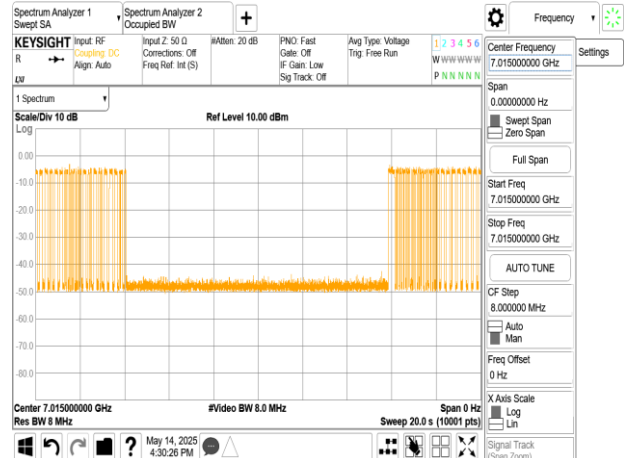 Spectrum Analyzer 1
Swept SA
Spectrum Analyzer 2
Occupied BW
+
Frequency
KEYSIGHT
R
LXI
Input: RF
Coupling: DC
Align: Auto
Input Z: 50 Ω
Corrections: Off
Freq Ref: Int (S)
#Atten: 20 dB
PNO: Fast
Gate: Off
IF Gain: Low
Sig Track: Off
Avg Type: Voltage
Trig: Free Run
1 2 3 4 5 6
W W W W W W
P N N N N N
Center Frequency
7.015000000 GHz
Settings
Span
0.00000000 Hz
Swept Span
Zero Span
Full Span
Start Freq
7.015000000 GHz
Stop Freq
7.015000000 GHz
AUTO TUNE
CF Step
8.000000 MHz
Auto
Man
Freq Offset
0 Hz
X Axis Scale
Log
Lin
Signal Track
(Span Zoom)
1 Spectrum
Scale/Div 10 dB
Ref Level 10.00 dBm
Log
0.00
-10.0
-20.0
-30.0
-40.0
-50.0
-60.0
-70.0
-80.0
Center 7.015000000 GHz
#Video BW 8.0 MHz
Span 0 Hz
Res BW 8 MHz
Sweep 20.0 s (10001 pts)
?
May 14, 2025
4:30:26 PM